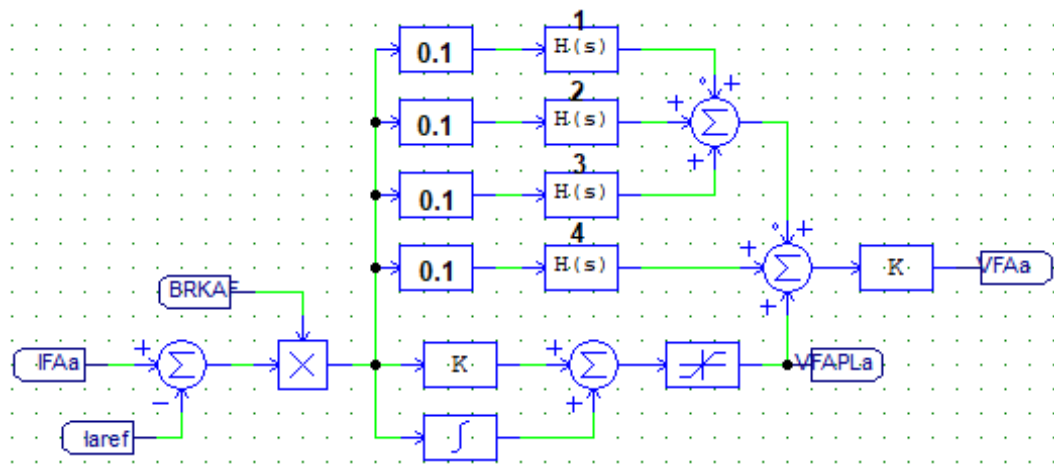 1
0.1
H(s)
2
0.1
H(s)
3
0.1
H(s)
4
0.1
H(s)
K
VFAa
BRKAF
IFAa
K
VFAPLa
Iaref